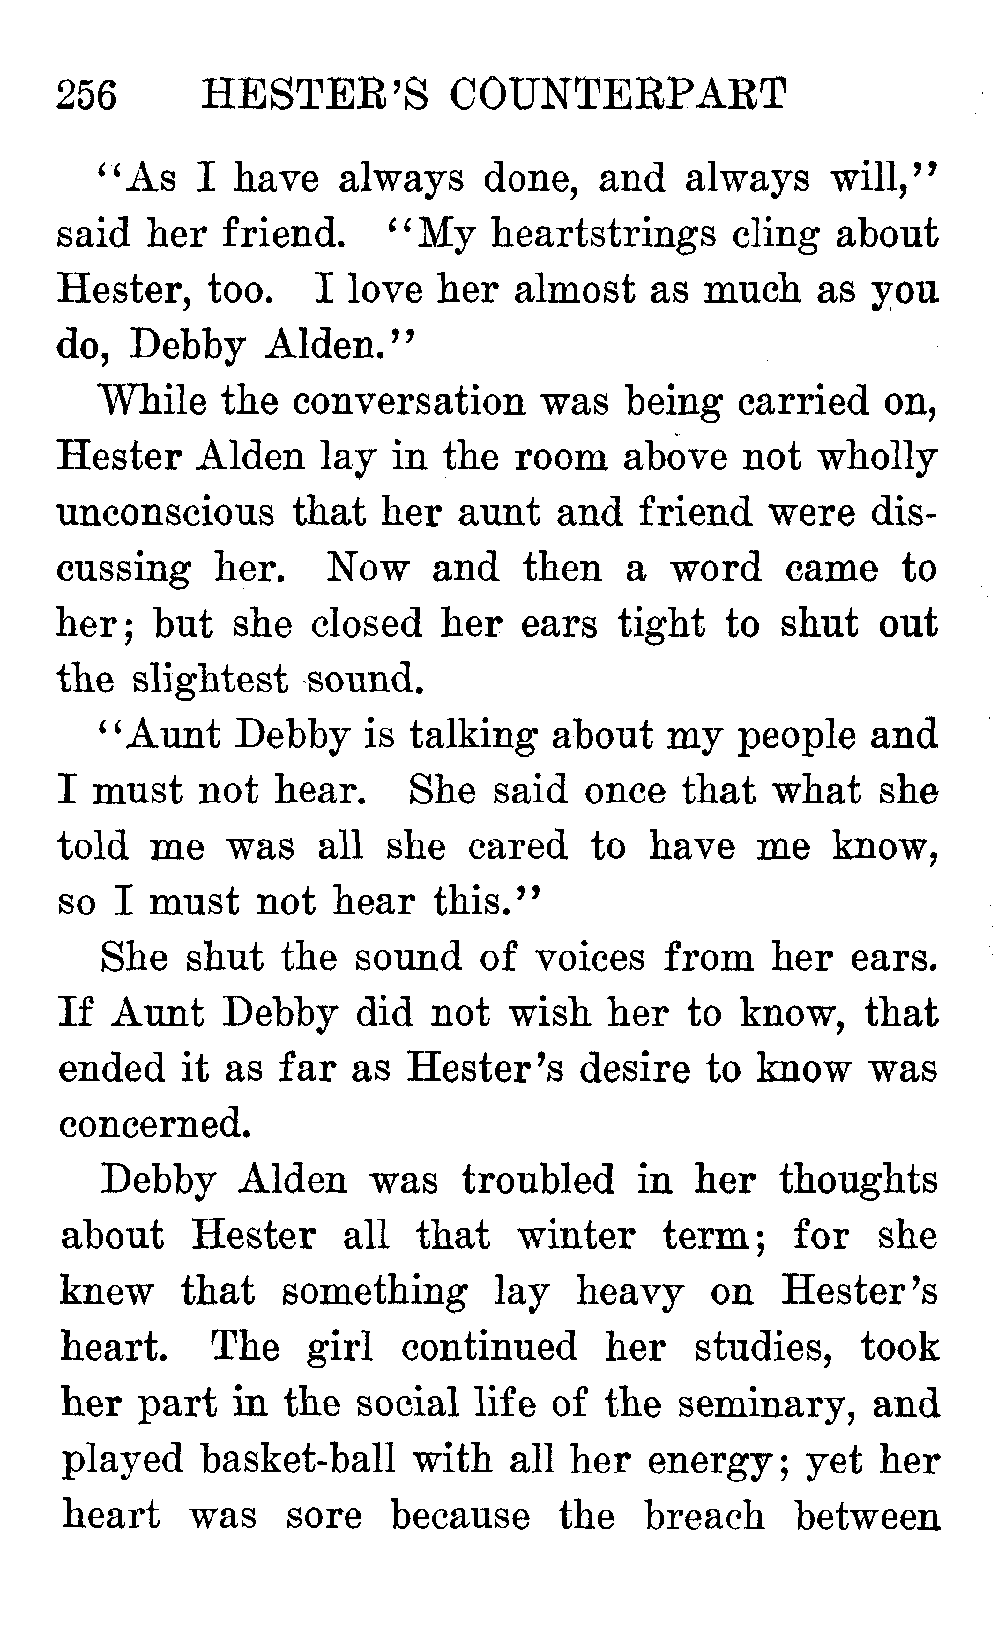 256 HESTER'S COUNTERPART
"As I have always done, and always will,"
said her friend. "My heartstrings cling about
Hester, too. I love her almost as much as you
do, Debby Alden."
While the conversation was being carried on,
Hester Alden lay in the room above not wholly
unconscious that her aunt and friend were dis-
cussing her. Now and then a word came to
her; but she closed her ears tight to shut out
the slightest sound.
"Aunt Debby is talking about my people and
I must not hear. She said once that what she
told me was all she cared to have me know,
so I must not hear this."
She shut the sound of voices from her ears.
If Aunt Debby did not wish her to know, that
ended it as far as Hester's desire to know was
concerned.
Debby Alden was troubled in her thoughts
about Hester all that winter term; for she
knew that something lay heavy on Hester's
heart. The girl continued her studies, took
her part in the social life of the seminary, and
played basket-ball with all her energy; yet her
heart was sore because the breach between